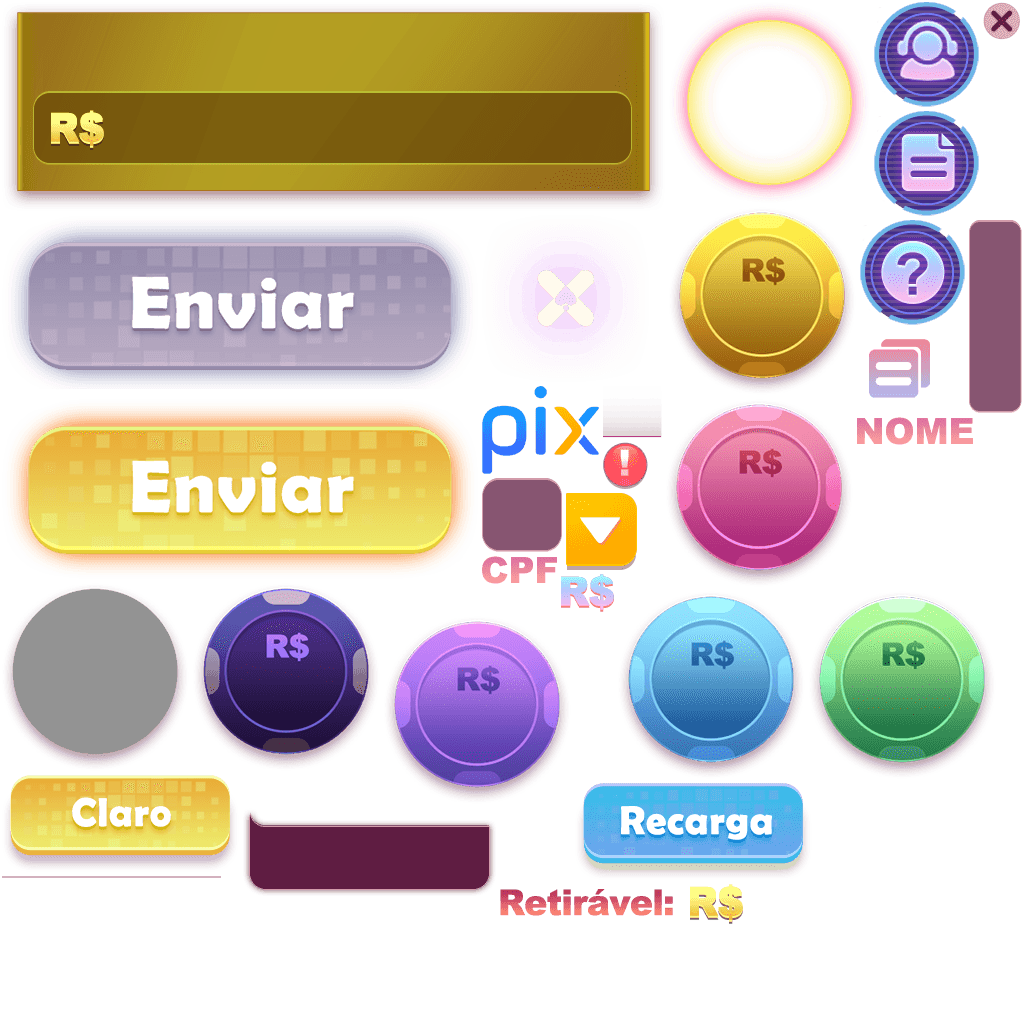 R$
Enviar
R$
NOME
pix
R$
Enviar
!
CPF
R$
R$
R$
R$
R$
Claro
Recarga
Retirável: R$
?